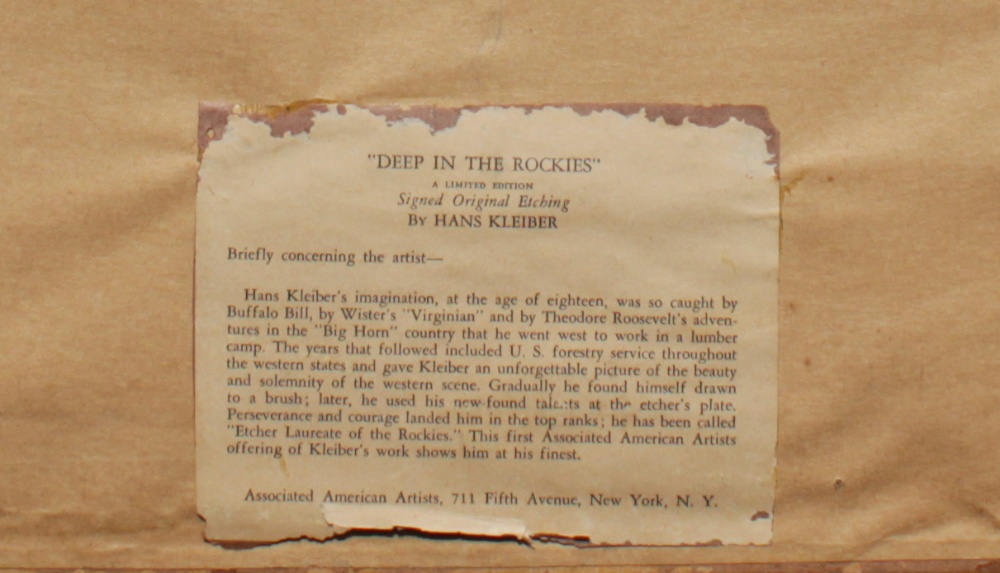 "DEEP IN THE ROCKIES"
A LIMITED EDITION
Signed Original Etching
By HANS KLEIBER
Briefly concerning the artist—
Hans Kleiber's imagination, at the age of eighteen, was so caught by
Buffalo Bill, by Wister's "Virginian" and by Theodore Roosevelt's adven-
tures in the "Big Horn" country that he went west to work in a lumber
camp. The years that followed included U. S. forestry service throughout
the western states and gave Kleiber an unforgettable picture of the beauty
and solemnity of the western scene. Gradually he found himself drawn
to a brush; later, he used his new-found talents at the etcher's plate.
Perseverance and courage landed him in the top ranks; he has been called
"Etcher Laureate of the Rockies." This first Associated American Artists
offering of Kleiber's work shows him at his finest.
Associated American Artists, 711 Fifth Avenue, New York, N. Y.